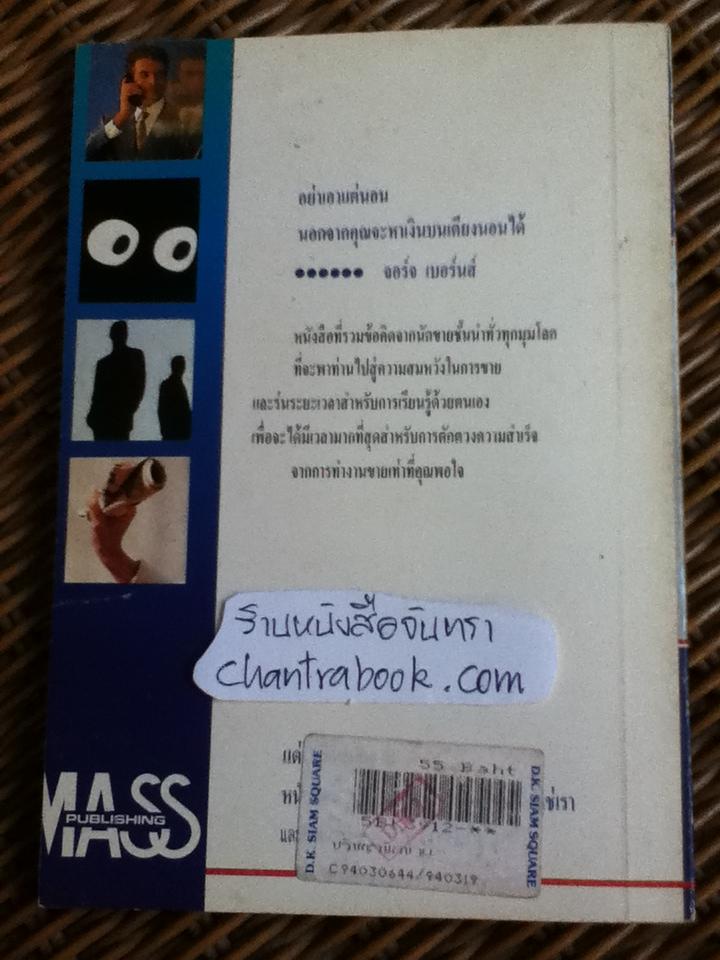 อย่าเอาแต่นอน
นอกจากคุณจะหาเงินบนเตียงนอนได้
●●●●●● จอร์จ เบอร์นส์
หนังสือที่รวมข้อคิดจากนักขายชั้นนำทั่วทุกมุมโลก
ที่จะพาท่านไปสู่ความสมหวังในการขาย
และร่นระยะเวลาสำหรับการเรียนรู้ด้วยตนเอง
เพื่อจะได้มีเวลามากที่สุดสำหรับการตักตวงความสำเร็จ
จากการทำงานขายเท่าที่คุณพอใจ
ร้านหนังสือจันทรา
chantrabook.com
แด่
55 Baht
D.K. SIAM SQUARE
D.K. SIAM SQUARE
C94030644/940319
MASS
PUBLISHING